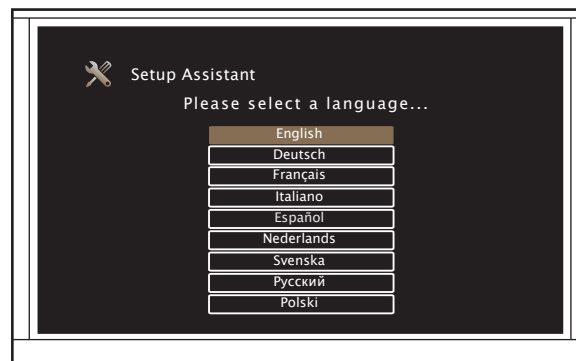 Setup Assistant
Please select a language...
English
Deutsch
Français
Italiano
Español
Nederlands
Svenska
Русский
Polski